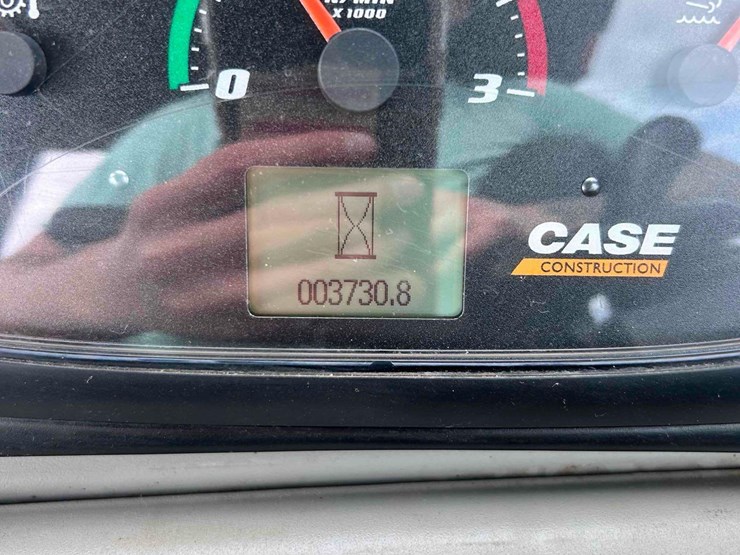 X 1000
0
3
003730.8
CASE
CONSTRUCTION